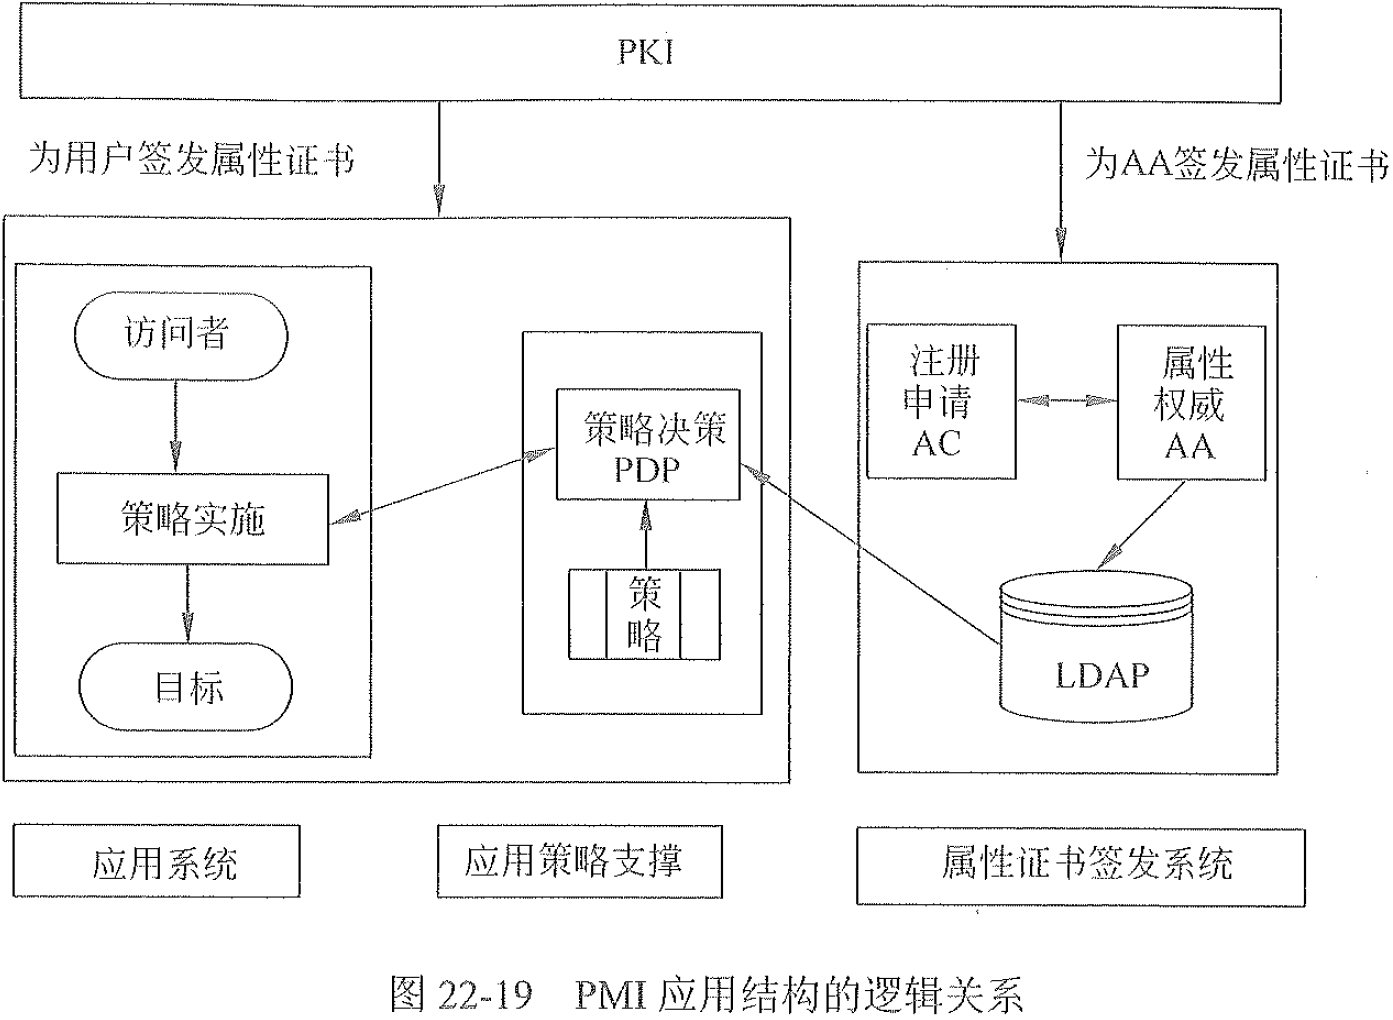 PKI
为用户签发属性证书
为AA签发属性证书
访问者
策略实施
目标
策略决策
PDP
策
略
注册
申请
AC
属性
权威
AA
LDAP
应用系统
应用策略支撑
属性证书签发系统
图 22-19 PMI 应用结构的逻辑关系